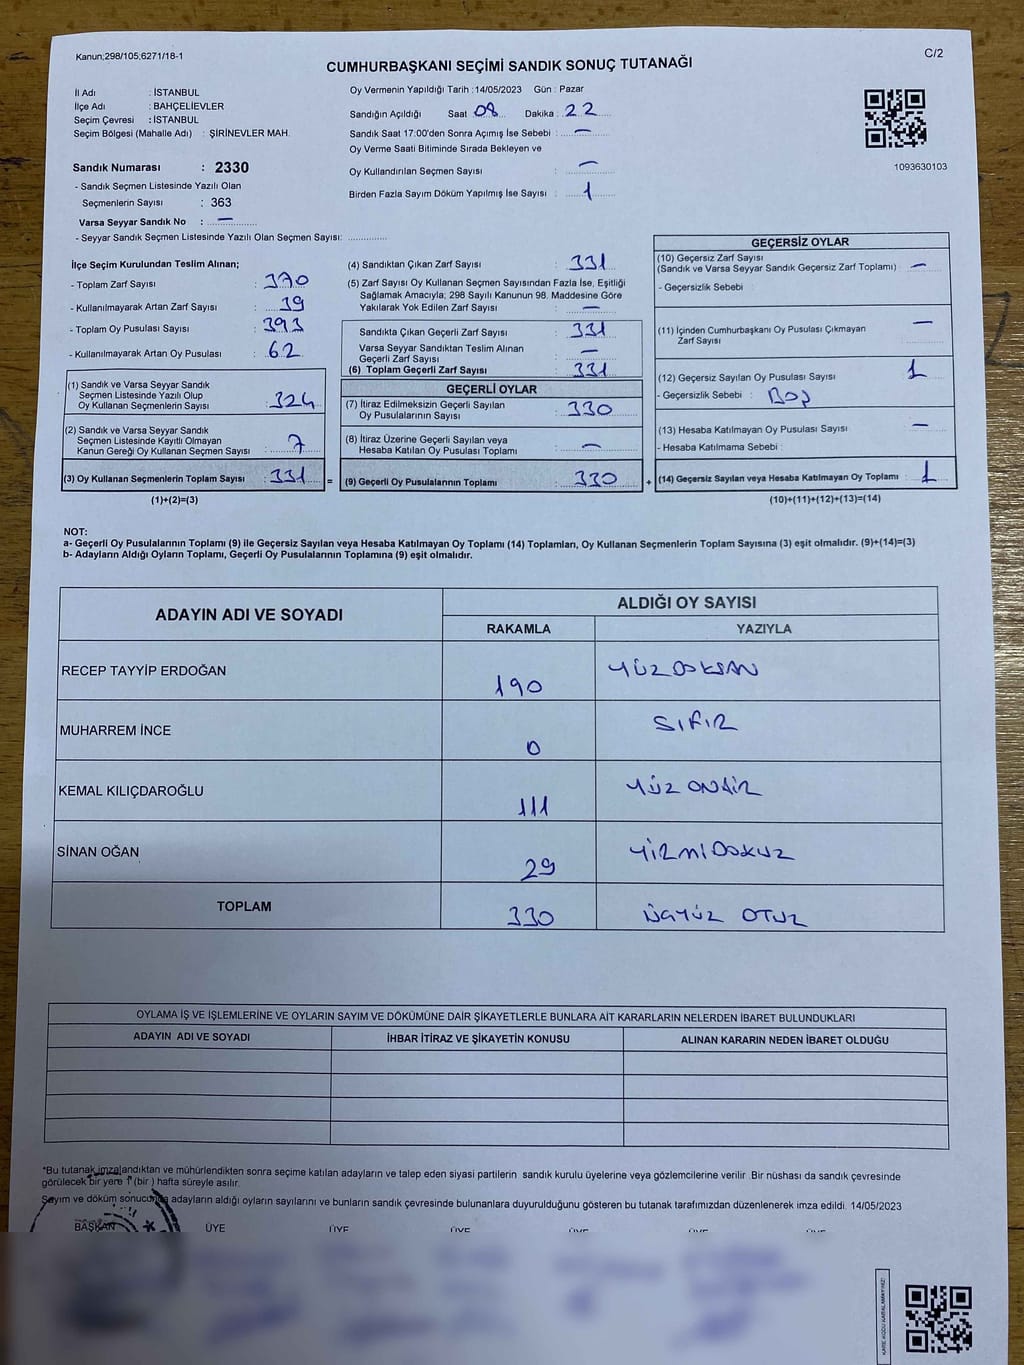 Kanun;298/105;6271/18-1
C/2
CUMHURBAŞKANI SEÇİMİ SANDIK SONUÇ TUTANAĞI
İl Adı : İSTANBUL
İlçe Adı : BAHÇELİEVLER
Seçim Çevresi : İSTANBUL
Seçim Bölgesi (Mahalle Adı) : ŞİRİNEVLER MAH.
Sandık Numarası : 2330
- Sandık Seçmen Listesinde Yazılı Olan
Seçmenlerin Sayısı : 363
Varsa Seyyar Sandık No : —
- Seyyar Sandık Seçmen Listesinde Yazılı Olan Seçmen Sayısı: ..............
Oy Vermenin Yapıldığı Tarih :14/05/2023 Gün : Pazar
Sandığın Açıldığı Saat 08 Dakika : 22
Sandık Saat 17:00'den Sonra Açımış İse Sebebi : —
Oy Verme Saati Bitiminde Sırada Bekleyen ve
Oy Kullandırılan Seçmen Sayısı : —
Birden Fazla Sayım Döküm Yapılmış İse Sayısı : 1
1093630103
İlçe Seçim Kurulundan Teslim Alınan;
- Toplam Zarf Sayısı : 370
- Kullanılmayarak Artan Zarf Sayısı : 39
- Toplam Oy Pusulası Sayısı : 393
- Kullanılmayarak Artan Oy Pusulası : 62
(1) Sandık ve Varsa Seyyar Sandık
Seçmen Listesinde Yazılı Olup
Oy Kullanan Seçmenlerin Sayısı : 324
(2) Sandık ve Varsa Seyyar Sandık
Seçmen Listesinde Kayıtlı Olmayan
Kanun Gereği Oy Kullanan Seçmen Sayısı : 7
(3) Oy Kullanan Seçmenlerin Toplam Sayısı : 331
(1)+(2)=(3)
(4) Sandıktan Çıkan Zarf Sayısı : 331
(5) Zarf Sayısı Oy Kullanan Seçmen Sayısından Fazla İse, Eşitliği
Sağlamak Amacıyla; 298 Sayılı Kanunun 98. Maddesine Göre
Yakılarak Yok Edilen Zarf Sayısı : —
Sandıkta Çıkan Geçerli Zarf Sayısı : 331
Varsa Seyyar Sandıktan Teslim Alınan
Geçerli Zarf Sayısı : —
(6) Toplam Geçerli Zarf Sayısı : 331
GEÇERLİ OYLAR
(7) İtiraz Edilmeksizin Geçerli Sayılan
Oy Pusulalarının Sayısı : 330
(8) İtiraz Üzerine Geçerli Sayılan veya
Hesaba Katılan Oy Pusulası Toplamı : —
= (9) Geçerli Oy Pusulalarının Toplamı : 330
GEÇERSİZ OYLAR
(10) Geçersiz Zarf Sayısı
(Sandık ve Varsa Seyyar Sandık Geçersiz Zarf Toplamı) : —
- Geçersizlik Sebebi :
(11) İçinden Cumhurbaşkanı Oy Pusulası Çıkmayan
Zarf Sayısı : —
(12) Geçersiz Sayılan Oy Pusulası Sayısı : 1
- Geçersizlik Sebebi : Boş
(13) Hesaba Katılmayan Oy Pusulası Sayısı : —
- Hesaba Katılmama Sebebi :
+ (14) Geçersiz Sayılan veya Hesaba Katılmayan Oy Toplamı : 1
(10)+(11)+(12)+(13)=(14)
NOT:
a- Geçerli Oy Pusulalarının Toplamı (9) ile Geçersiz Sayılan veya Hesaba Katılmayan Oy Toplamı (14) Toplamları, Oy Kullanan Seçmenlerin Toplam Sayısına (3) eşit olmalıdır. (9)+(14)=(3)
b- Adayların Aldığı Oyların Toplamı, Geçerli Oy Pusulalarının Toplamına (9) eşit olmalıdır.
ADAYIN ADI VE SOYADI ALDIĞI OY SAYISI
RAKAMLA YAZIYLA
RECEP TAYYİP ERDOĞAN 190 YÜZDOKSAN
MUHARREM İNCE 0 SIFIR
KEMAL KILIÇDAROĞLU 111 YÜZ ONBİR
SİNAN OĞAN 29 YİRMİDOKUZ
TOPLAM 330 ÜÇYÜZ OTUZ
OYLAMA İŞ VE İŞLEMLERİNE VE OYLARIN SAYIM VE DÖKÜMÜNE DAİR ŞİKAYETLERLE BUNLARA AİT KARARLARIN NELERDEN İBARET BULUNDUKLARI
ADAYIN ADI VE SOYADI İHBAR İTİRAZ VE ŞİKAYETİN KONUSU ALINAN KARARIN NEDEN İBARET OLDUĞU
*Bu tutanak imzalandıktan ve mühürlendikten sonra seçime katılan adayların ve talep eden siyasi partilerin sandık kurulu üyelerine veya gözlemcilerine verilir. Bir nüshası da sandık çevresinde
görülecek bir yere 1 (bir ) hafta süreyle asılır.
Sayım ve döküm sonucunda adayların aldığı oyların sayılarını ve bunların sandık çevresinde bulunanlara duyurulduğunu gösteren bu tutanak tarafımızdan düzenlenerek imza edildi. 14/05/2023
BAŞKAN ÜYE ÜYE ÜYE ÜYE ÜYE ÜYE